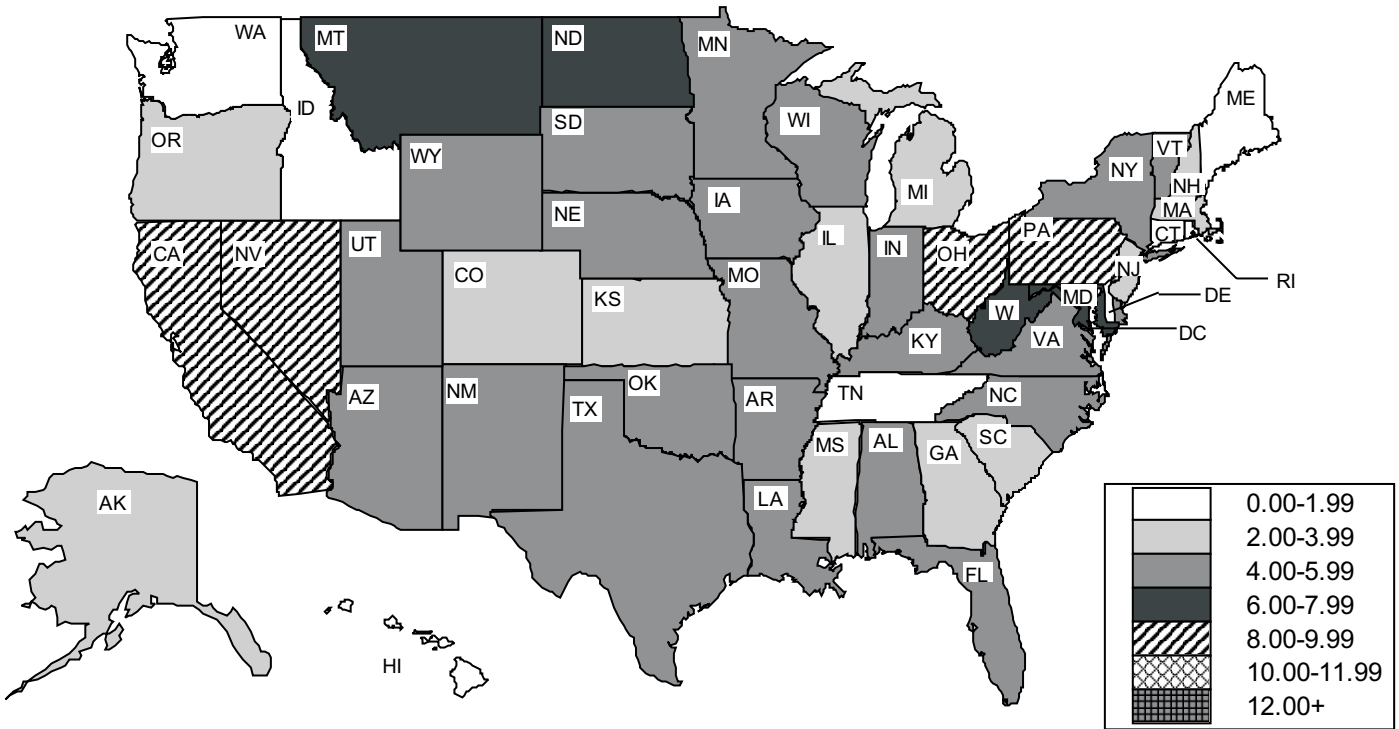 WA
MT
ND
MN
ME
ID
OR
SD
WI
VT
WY
NY
NH
MI
IA
MA
NE
PA
CT
CA
NV
UT
IL
IN
OH
CO
MO
NJ
RI
KS
MD
DE
W
DC
KY
VA
AZ
NM
OK
TN
NC
TX
AR
MS
AL
SC
GA
AK
LA
FL
HI
0.00-1.99
2.00-3.99
4.00-5.99
6.00-7.99
8.00-9.99
10.00-11.99
12.00+